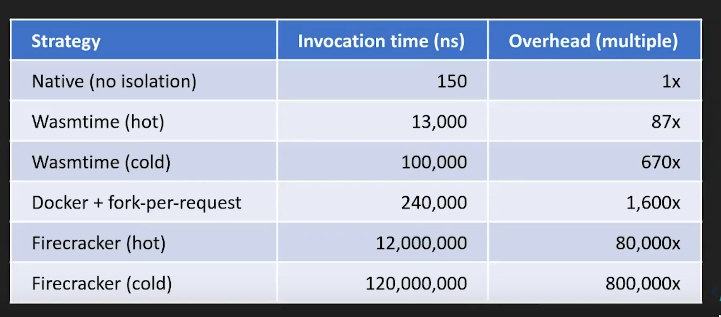 Strategy Invocation time (ns) Overhead (multiple)
Native (no isolation) 150 1x
Wasmtime (hot) 13,000 87x
Wasmtime (cold) 100,000 670x
Docker + fork-per-request 240,000 1,600x
Firecracker (hot) 12,000,000 80,000x
Firecracker (cold) 120,000,000 800,000x